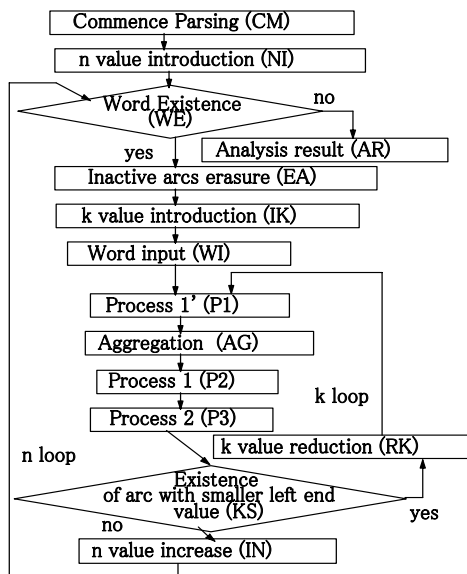 Commence Parsing (CM)
n value introduction (NI)
Word Existence
(WE)
no
yes
Analysis result (AR)
Inactive arcs erasure (EA)
k value introduction (IK)
Word input (WI)
Process 1' (P1)
Aggregation (AG)
Process 1 (P2)
k loop
Process 2 (P3)
n loop
k value reduction (RK)
Existence
of arc with smaller left end
value (KS)
yes
no
n value increase (IN)